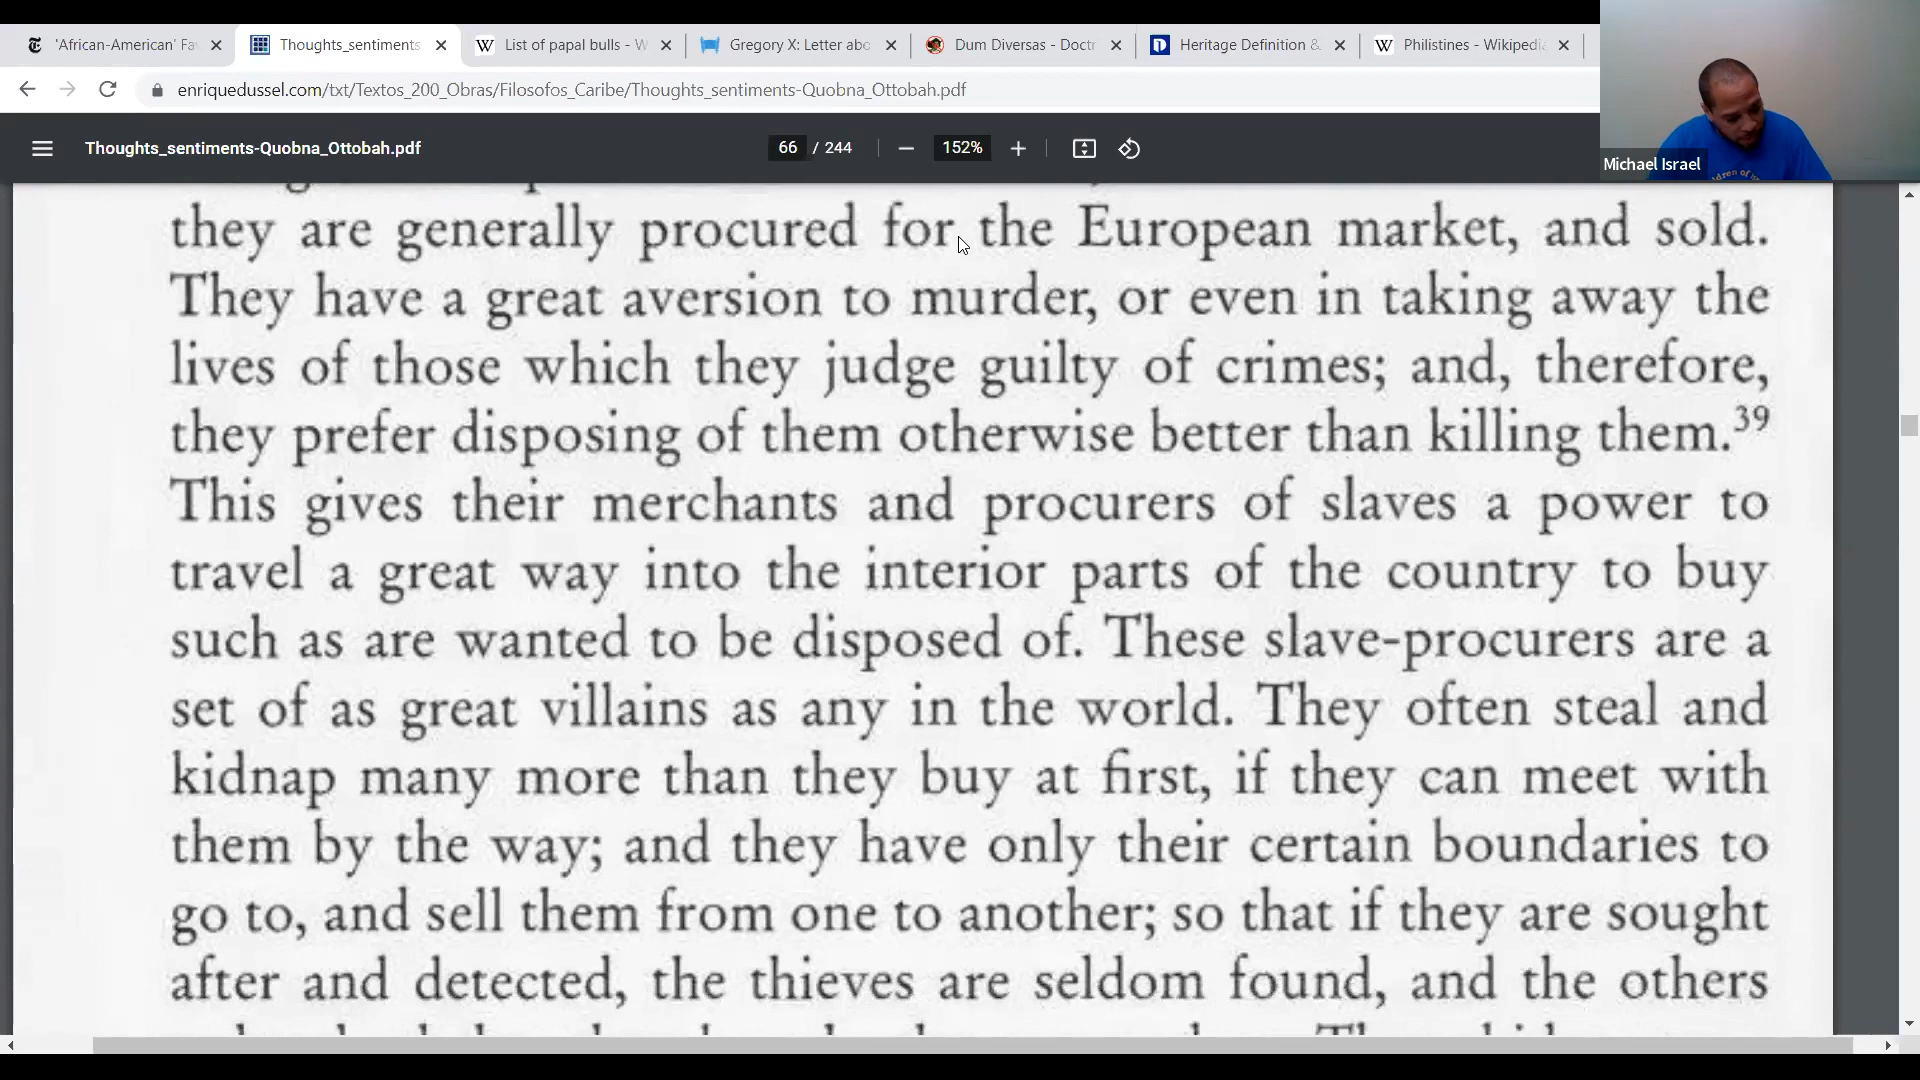 'African-American' Fa
Thoughts_sentiments
List of papal bulls - W
Gregory X: Letter abo
Dum Diversas - Doctr
Heritage Definition &
Philistines - Wikipedi
enriquedussel.com/txt/Textos_200_Obras/Filosofos_Caribe/Thoughts_sentiments-Quobna_Ottobah.pdf
Thoughts_sentiments-Quobna_Ottobah.pdf
66 / 244
152%
Michael Israel
they are generally procured for the European market, and sold.
They have a great aversion to murder, or even in taking away the
lives of those which they judge guilty of crimes; and, therefore,
they prefer disposing of them otherwise better than killing them.39
This gives their merchants and procurers of slaves a power to
travel a great way into the interior parts of the country to buy
such as are wanted to be disposed of. These slave-procurers are a
set of as great villains as any in the world. They often steal and
kidnap many more than they buy at first, if they can meet with
them by the way; and they have only their certain boundaries to
go to, and sell them from one to another; so that if they are sought
after and detected, the thieves are seldom found, and the others